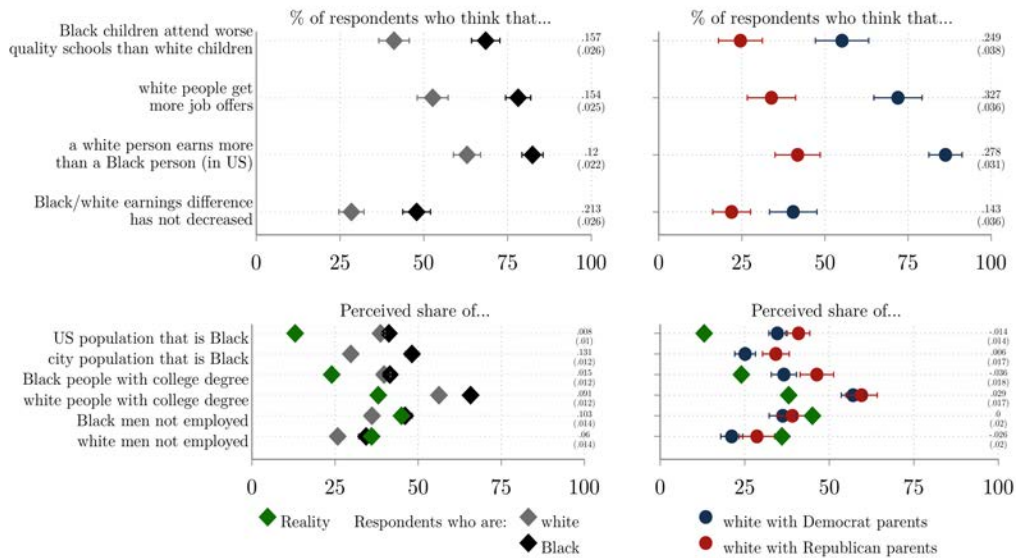 % of respondents who think that...
Black children attend worse
quality schools than white children
.157
(.026)
white people get
more job offers
.154
(.025)
a white person earns more
than a Black person (in US)
.12
(.022)
Black/white earnings difference
has not decreased
.213
(.026)
0 25 50 75 100
% of respondents who think that...
.249
(.038)
.327
(.036)
.278
(.031)
.143
(.036)
0 25 50 75 100
Perceived share of...
US population that is Black
.008
(.01)
city population that is Black
.131
(.012)
Black people with college degree
.015
(.012)
white people with college degree
.091
(.012)
Black men not employed
.103
(.014)
white men not employed
.06
(.014)
0 25 50 75 100
Perceived share of...
-.014
(.014)
.006
(.017)
-.036
(.018)
.029
(.017)
0
(.02)
-.026
(.02)
0 25 50 75 100
Reality
Respondents who are:
white
Black
white with Democrat parents
white with Republican parents